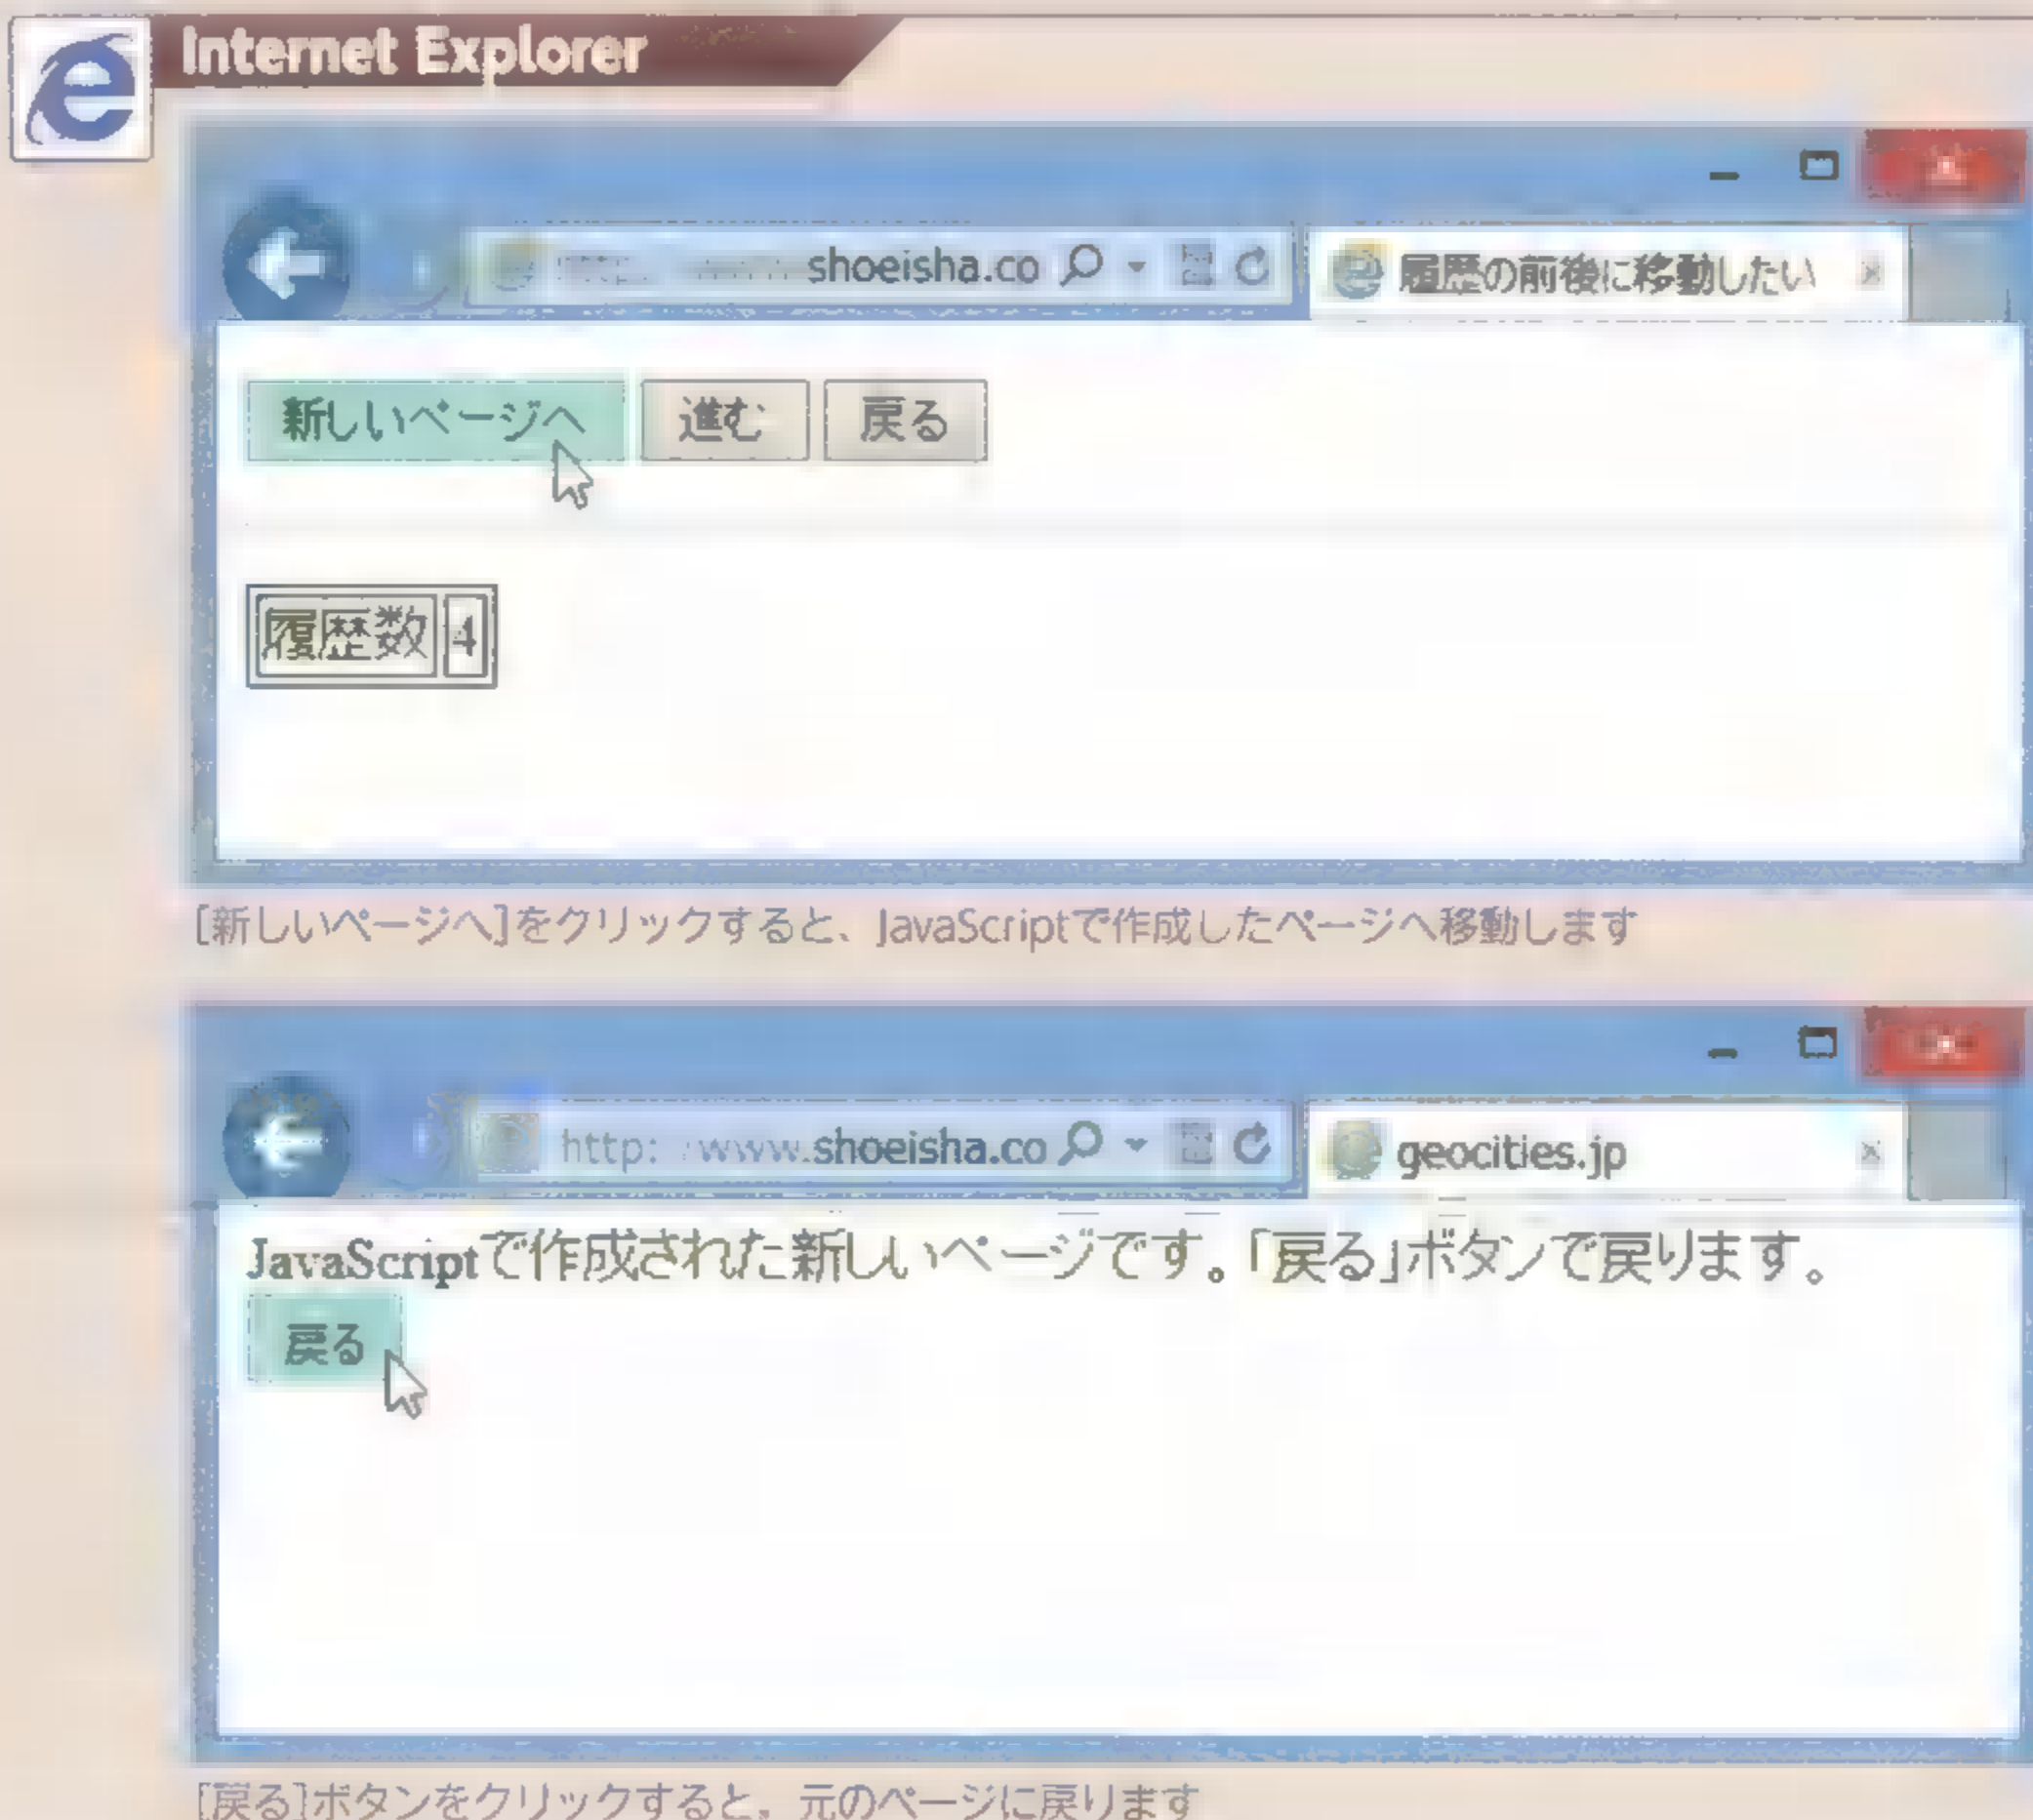 Internet Explorer
shoeisha.co
履歴の前後に移動したい
新しいページへ 進む 戻る
履歴数 4
[新しいページへ]をクリックすると、JavaScriptで作成したページへ移動します
http: www.shoeisha.co
geocities.jp
JavaScriptで作成された新しいページです。「戻る」ボタンで戻ります。
戻る
[戻る]ボタンをクリックすると、元のページに戻ります